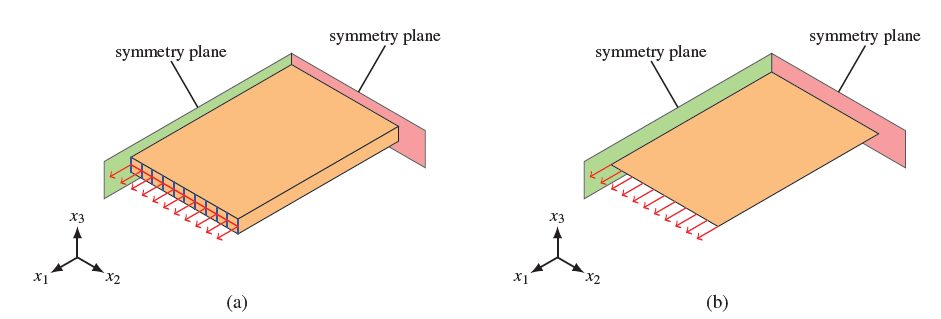 symmetry plane
symmetry plane
x3
x1
x2
(a)
symmetry plane
symmetry plane
x3
x1
x2
(b)